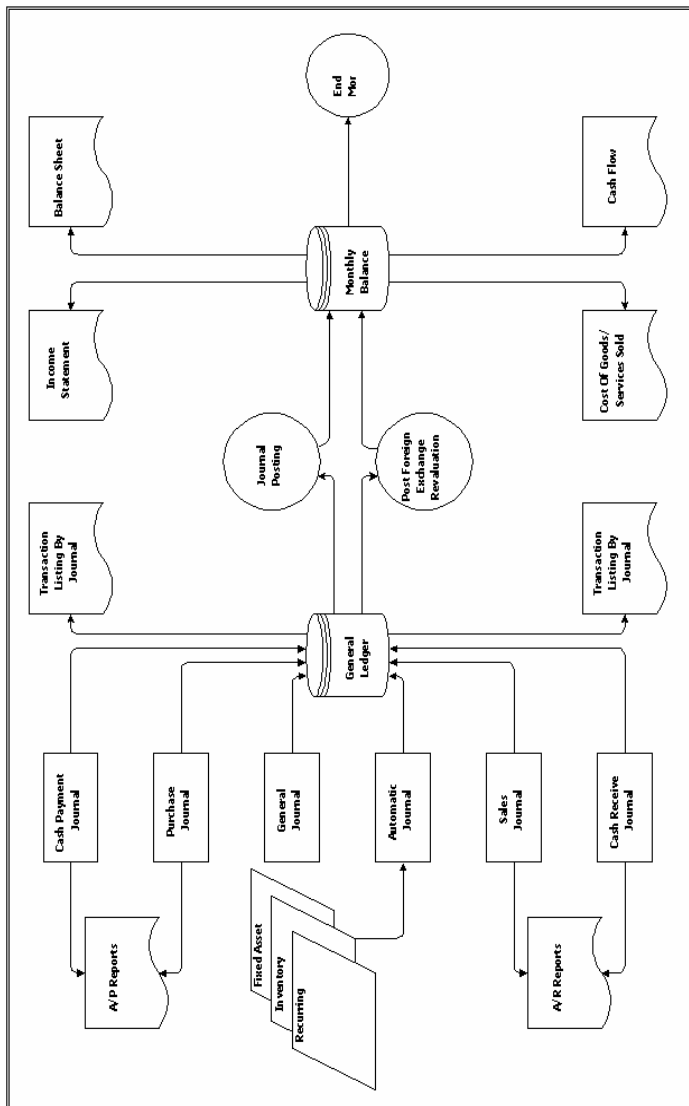 A/P Reports
Cash Payment
Journal
Purchase
Journal
General
Journal
Automatic
Journal
Sales
Journal
Cash Receive
Journal
A/R Reports
Fixed Asset
Inventory
Recurring
General
Ledger
Transaction
Listing By
Journal
Transaction
Listing By
Journal
Journal
Posting
Post Foreign
Exchange
Revaluation
Income
Statement
Balance Sheet
Monthly
Balance
Cost Of Goods/
Services Sold
Cash Flow
End
Mor